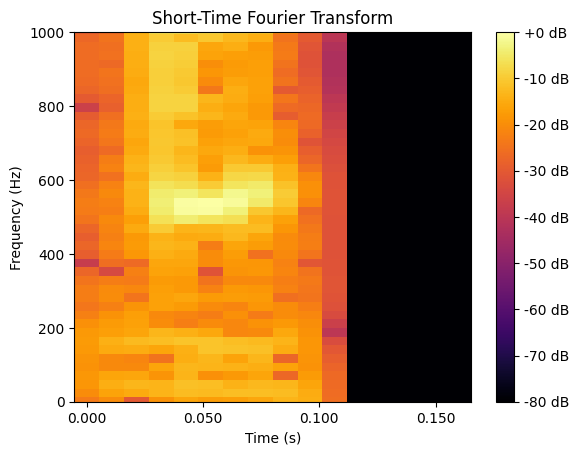 Short-Time Fourier Transform
1000
800
600
400
200
0
Frequency (Hz)
0.000
0.050
0.100
0.150
Time (s)
+0 dB
-10 dB
-20 dB
-30 dB
-40 dB
-50 dB
-60 dB
-70 dB
-80 dB